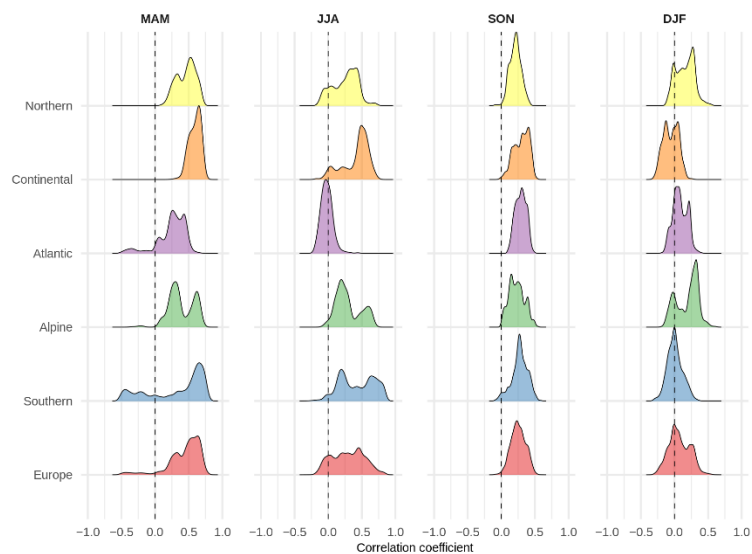 MAM JJA SON DJF
Northern
Continental
Atlantic
Alpine
Southern
Europe
−1.0 −0.5 0.0 0.5 1.0 −1.0 −0.5 0.0 0.5 1.0 −1.0 −0.5 0.0 0.5 1.0 −1.0 −0.5 0.0 0.5 1.0
Correlation coefficient